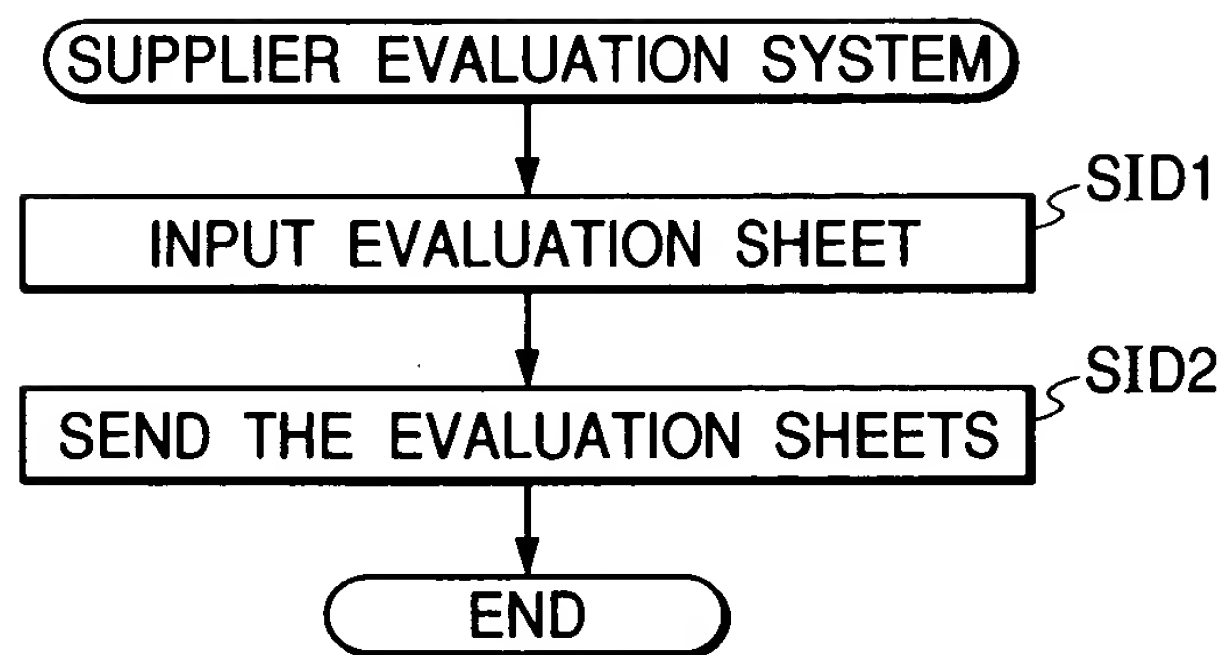 SUPPLIER EVALUATION SYSTEM
SID1
INPUT EVALUATION SHEET
SID2
SEND THE EVALUATION SHEETS
END